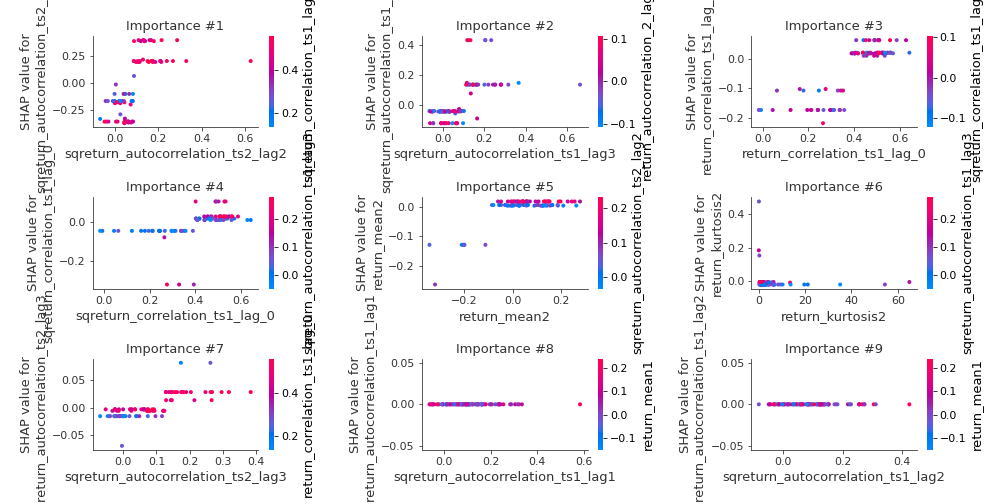 Importance #1
Importance #2
Importance #3
SHAP value for
0.25
0.00
−0.25
0.4
0.2
0.0
0.2
0.4
0.6
sqreturn_autocorrelation_ts2_lag2
SHAP value for
0.4
0.2
0.0
0.1
0.0
−0.1
0.0
0.2
0.4
0.6
sqreturn_autocorrelation_ts1_lag3
SHAP value for
0.0
−0.1
−0.2
0.1
0.0
−0.1
0.0
0.2
0.4
0.6
return_correlation_ts1_lag_0
Importance #4
Importance #5
Importance #6
SHAP value for
sqreturn_correlation_ts1_lag_0
0.0
−0.2
0.2
0.1
0.0
0.0
0.2
0.4
0.6
sqreturn_correlation_ts1_lag_0
SHAP value for
return_mean2
0.0
−0.1
−0.2
0.2
0.1
0.0
−0.2
0.0
0.2
return_mean2
sqreturn_autocorrelation_ts1_lag2
SHAP value for
return_kurtosis2
0.4
0.2
0.0
0.2
0.1
0.0
0
20
40
60
return_kurtosis2
sqreturn_autocorrelation_ts1_lag3
Importance #7
Importance #8
Importance #9
SHAP value for
sqreturn_autocorrelation_ts2_lag3
0.05
0.00
−0.05
0.4
0.2
0.0
0.1
0.2
0.3
0.4
sqreturn_autocorrelation_ts2_lag3
SHAP value for
sqreturn_autocorrelation_ts1_lag1
0.05
0.00
−0.05
0.2
0.1
0.0
−0.1
return_mean1
0.0
0.2
0.4
0.6
sqreturn_autocorrelation_ts1_lag1
SHAP value for
sqreturn_autocorrelation_ts1_lag2
0.05
0.00
−0.05
0.2
0.1
0.0
−0.1
return_mean1
0.0
0.2
0.4
sqreturn_autocorrelation_ts1_lag2